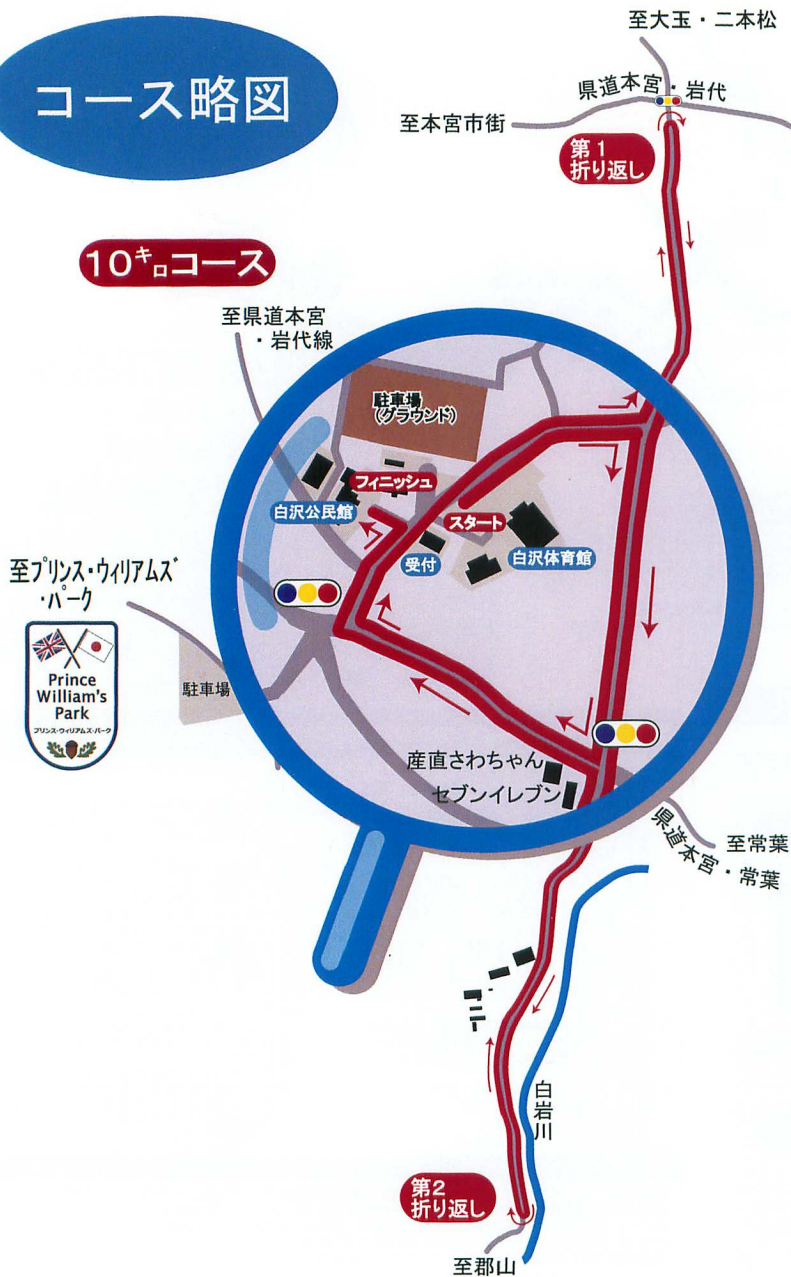 コース略図
至大玉・二本松
県道本宮・岩代
至本宮市街
第1
折り返し
10キロコース
至県道本宮
・岩代線
駐車場
(グラウンド)
フィニッシュ
白沢公民館
スタート
受付
白沢体育館
至プリンス・ウィリアムズ
・パーク
Prince
William's
Park
プリンス・ウィリアムズ・パーク
駐車場
産直さわちゃん
セブンイレブン
至常葉
県道本宮・常葉
白岩川
第2
折り返し
至郡山